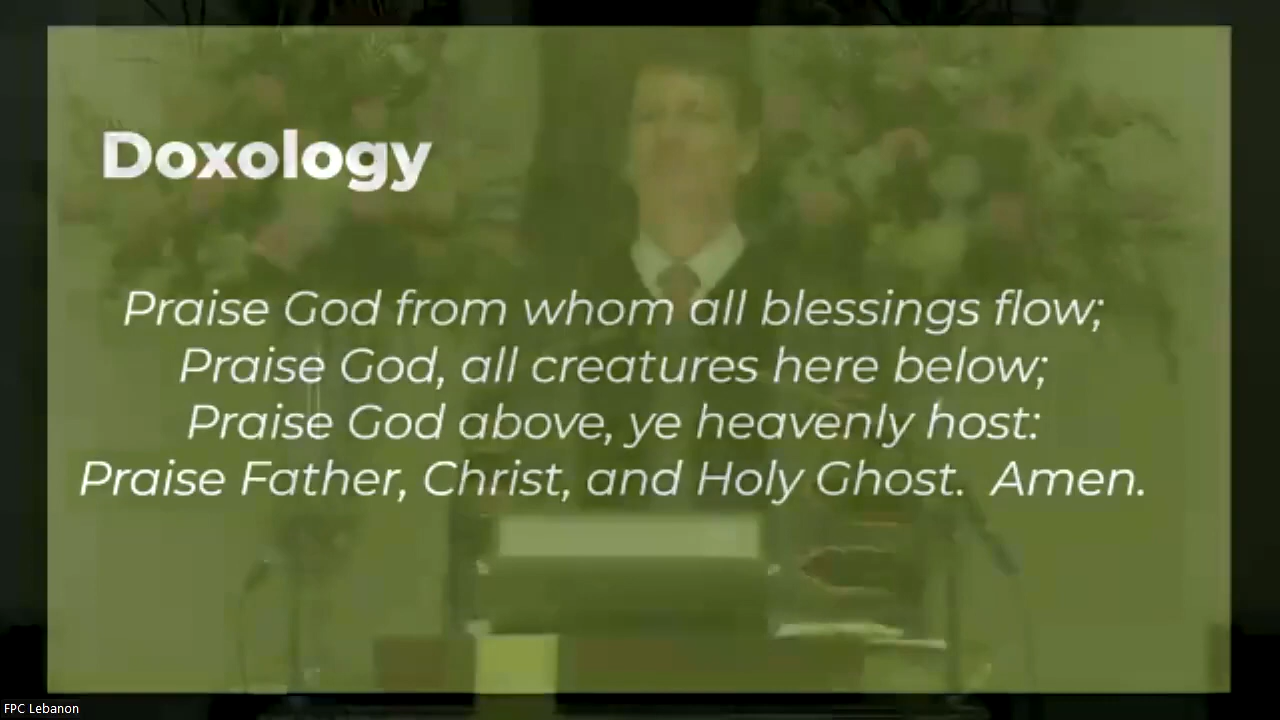 Doxology
Praise God from whom all blessings flow;
Praise God, all creatures here below;
Praise God above, ye heavenly host:
Praise Father, Christ, and Holy Ghost.  Amen.
FPC Lebanon